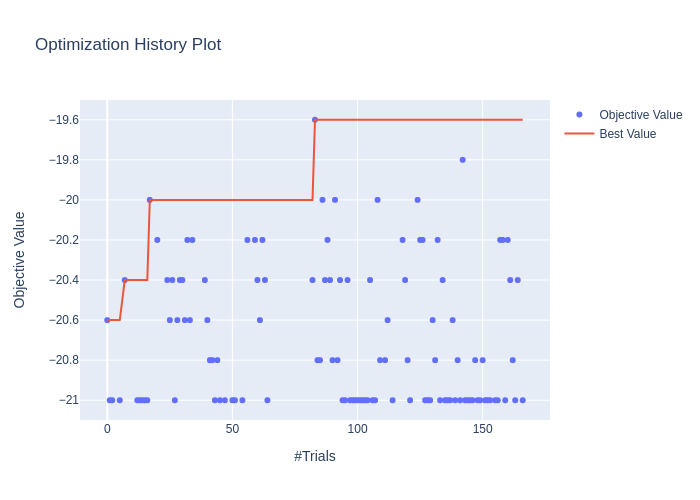 Optimization History Plot
Objective Value
Best Value
−19.6
−19.8
−20
−20.2
−20.4
−20.6
−20.8
−21
Objective Value
0
50
100
150
#Trials